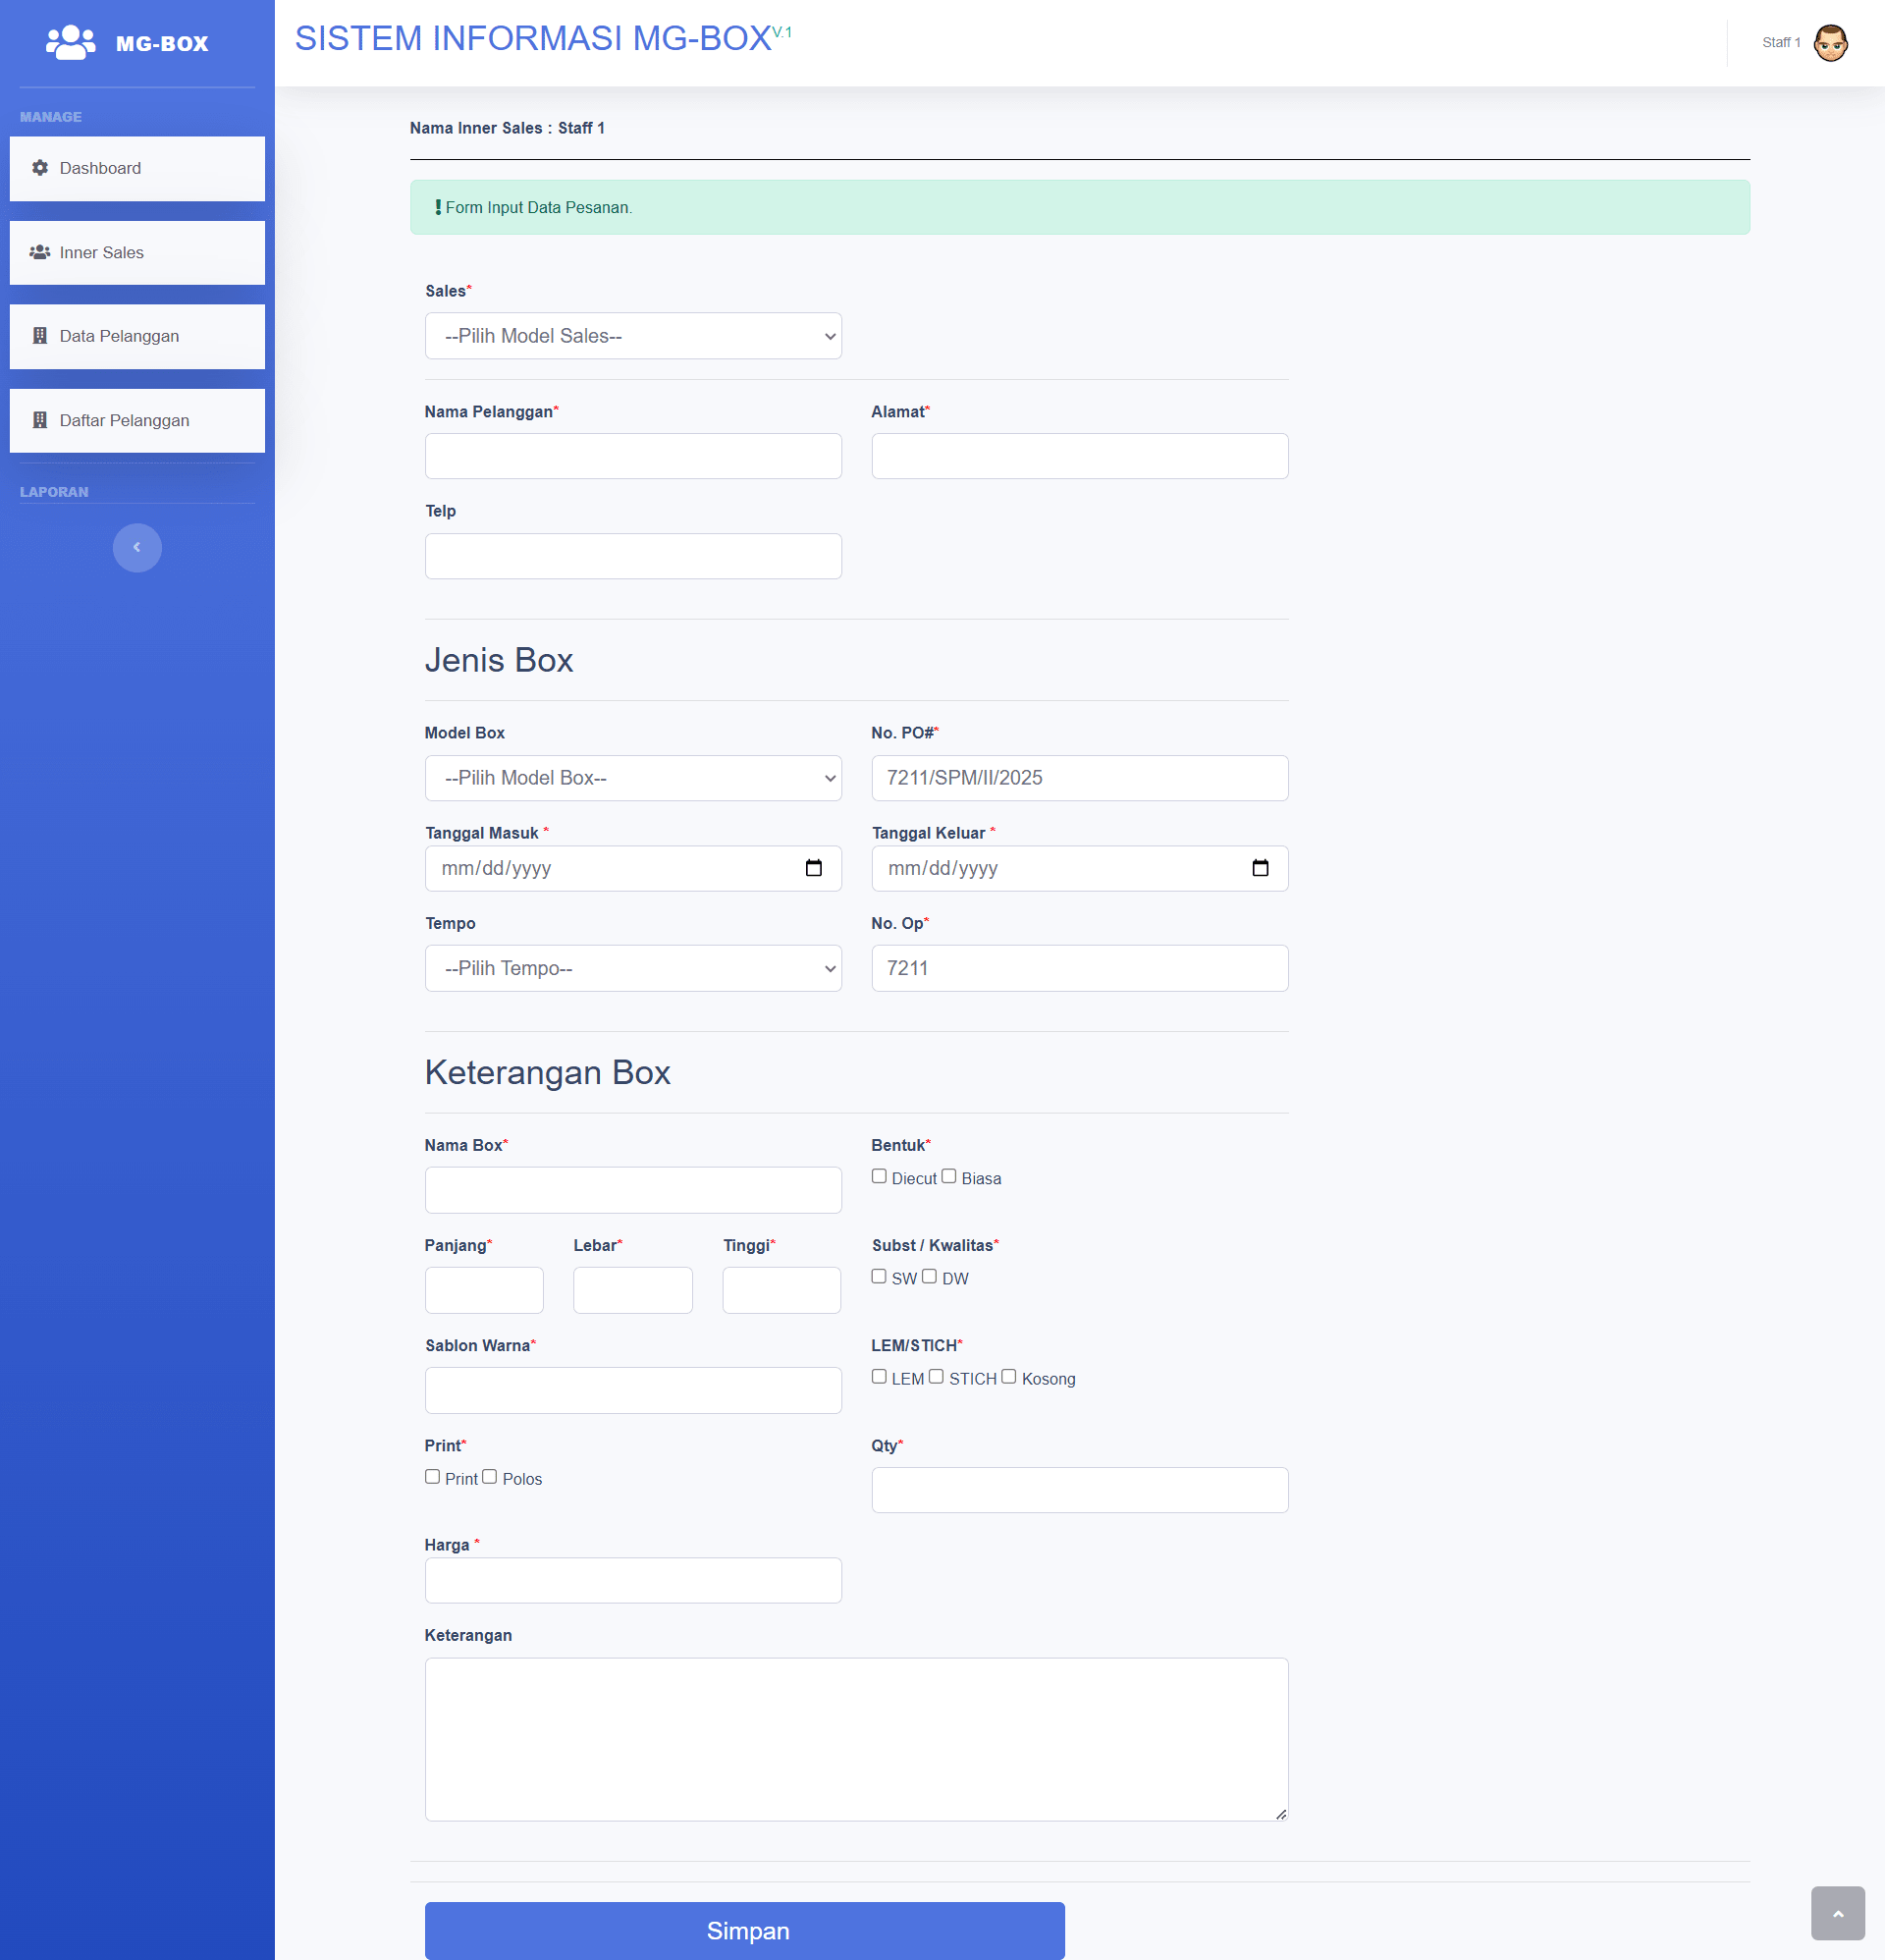 MG-BOX
MANAGE
Dashboard
Inner Sales
Data Pelanggan
Daftar Pelanggan
LAPORAN
SISTEM INFORMASI MG-BOXV.1
Staff 1
Nama Inner Sales : Staff 1
Form Input Data Pesanan.
Sales*
--Pilih Model Sales--
Nama Pelanggan* Alamat*
Telp
Jenis Box
Model Box No. PO#*
--Pilih Model Box-- 7211/SPM/II/2025
Tanggal Masuk * Tanggal Keluar *
mm/dd/yyyy mm/dd/yyyy
Tempo No. Op*
--Pilih Tempo-- 7211
Keterangan Box
Nama Box* Bentuk*
Diecut Biasa
Panjang* Lebar* Tinggi* Subst / Kwalitas*
SW DW
Sablon Warna* LEM/STICH*
LEM STICH Kosong
Print* Qty*
Print Polos
Harga *
Keterangan
Simpan